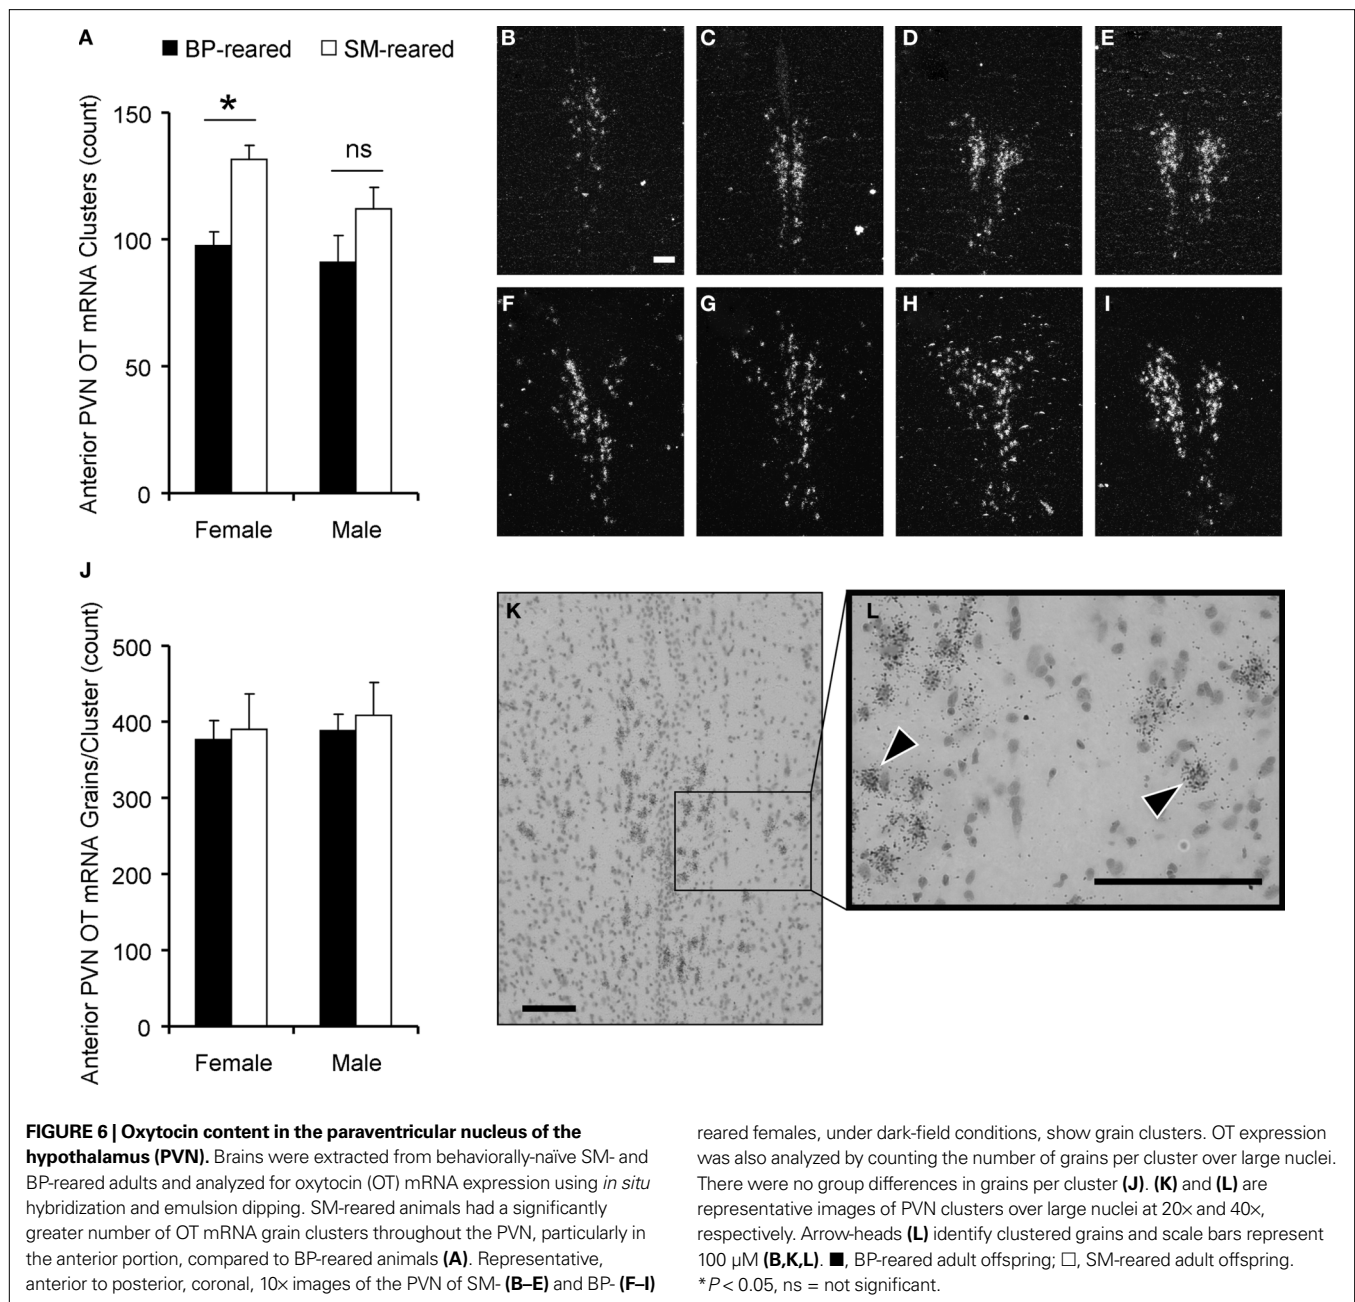 A
■ BP-reared □ SM-reared
Anterior PVN OT mRNA Clusters (count)
150
100
50
0
*
ns
Female Male
B C D E
F G H I
J
Anterior PVN OT mRNA Grains/Cluster (count)
500
400
300
200
100
0
Female Male
K
L
FIGURE 6 | Oxytocin content in the paraventricular nucleus of the
hypothalamus (PVN). Brains were extracted from behaviorally-naïve SM- and
BP-reared adults and analyzed for oxytocin (OT) mRNA expression using in situ
hybridization and emulsion dipping. SM-reared animals had a significantly
greater number of OT mRNA grain clusters throughout the PVN, particularly in
the anterior portion, compared to BP-reared animals (A). Representative,
anterior to posterior, coronal, 10× images of the PVN of SM- (B–E) and BP- (F–I)
reared females, under dark-field conditions, show grain clusters. OT expression
was also analyzed by counting the number of grains per cluster over large nuclei.
There were no group differences in grains per cluster (J). (K) and (L) are
representative images of PVN clusters over large nuclei at 20× and 40×,
respectively. Arrow-heads (L) identify clustered grains and scale bars represent
100 µM (B,K,L). ■, BP-reared adult offspring; □, SM-reared adult offspring.
*P < 0.05, ns = not significant.